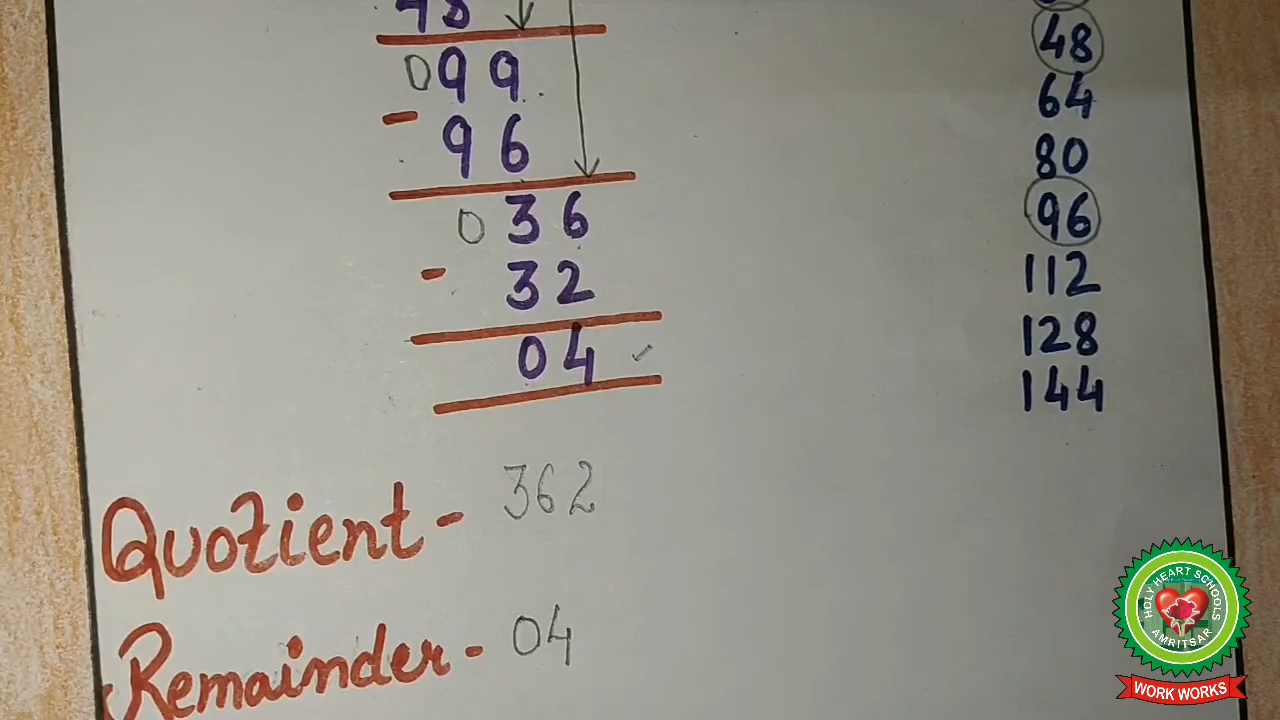 48
48
099
64
- 96
80
96
036
112
- 32
128
04
144
Quotient - 362
Remainder - 04
HOLY HEART SCHOOLS
AMRITSAR
WORK WORKS